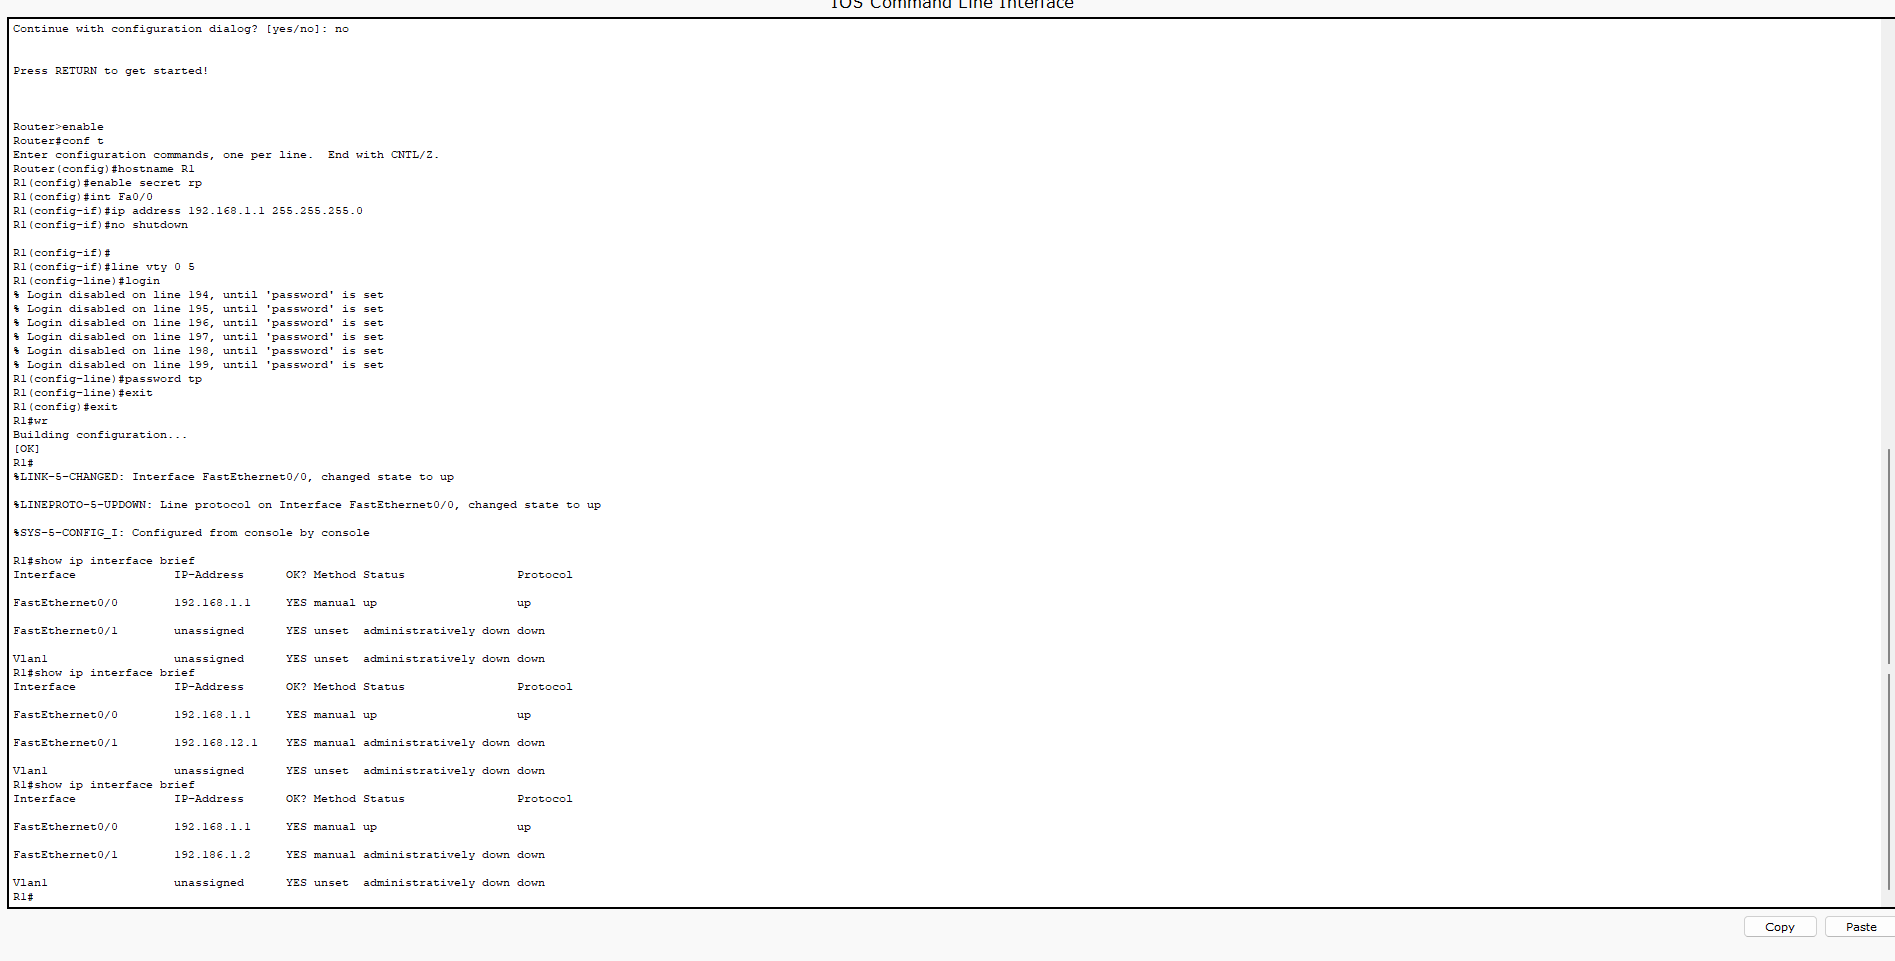 IOS Command Line Interface
Continue with configuration dialog? [yes/no]: no
Press RETURN to get started!
Router>enable
Router#conf t
Enter configuration commands, one per line.  End with CNTL/Z.
Router(config)#hostname R1
R1(config)#enable secret rp
R1(config)#int Fa0/0
R1(config-if)#ip address 192.168.1.1 255.255.255.0
R1(config-if)#no shutdown
R1(config-if)#
R1(config-if)#line vty 0 5
R1(config-line)#login
% Login disabled on line 194, until 'password' is set
% Login disabled on line 195, until 'password' is set
% Login disabled on line 196, until 'password' is set
% Login disabled on line 197, until 'password' is set
% Login disabled on line 198, until 'password' is set
% Login disabled on line 199, until 'password' is set
R1(config-line)#password tp
R1(config-line)#exit
R1(config)#exit
R1#wr
Building configuration...
[OK]
R1#
%LINK-5-CHANGED: Interface FastEthernet0/0, changed state to up
%LINEPROTO-5-UPDOWN: Line protocol on Interface FastEthernet0/0, changed state to up
%SYS-5-CONFIG_I: Configured from console by console
R1#show ip interface brief
Interface              IP-Address      OK? Method Status                Protocol
FastEthernet0/0        192.168.1.1     YES manual up                    up
FastEthernet0/1        unassigned      YES unset  administratively down down
Vlan1                  unassigned      YES unset  administratively down down
R1#show ip interface brief
Interface              IP-Address      OK? Method Status                Protocol
FastEthernet0/0        192.168.1.1     YES manual up                    up
FastEthernet0/1        192.168.12.1    YES manual administratively down down
Vlan1                  unassigned      YES unset  administratively down down
R1#show ip interface brief
Interface              IP-Address      OK? Method Status                Protocol
FastEthernet0/0        192.168.1.1     YES manual up                    up
FastEthernet0/1        192.186.1.2     YES manual administratively down down
Vlan1                  unassigned      YES unset  administratively down down
R1#
Copy Paste